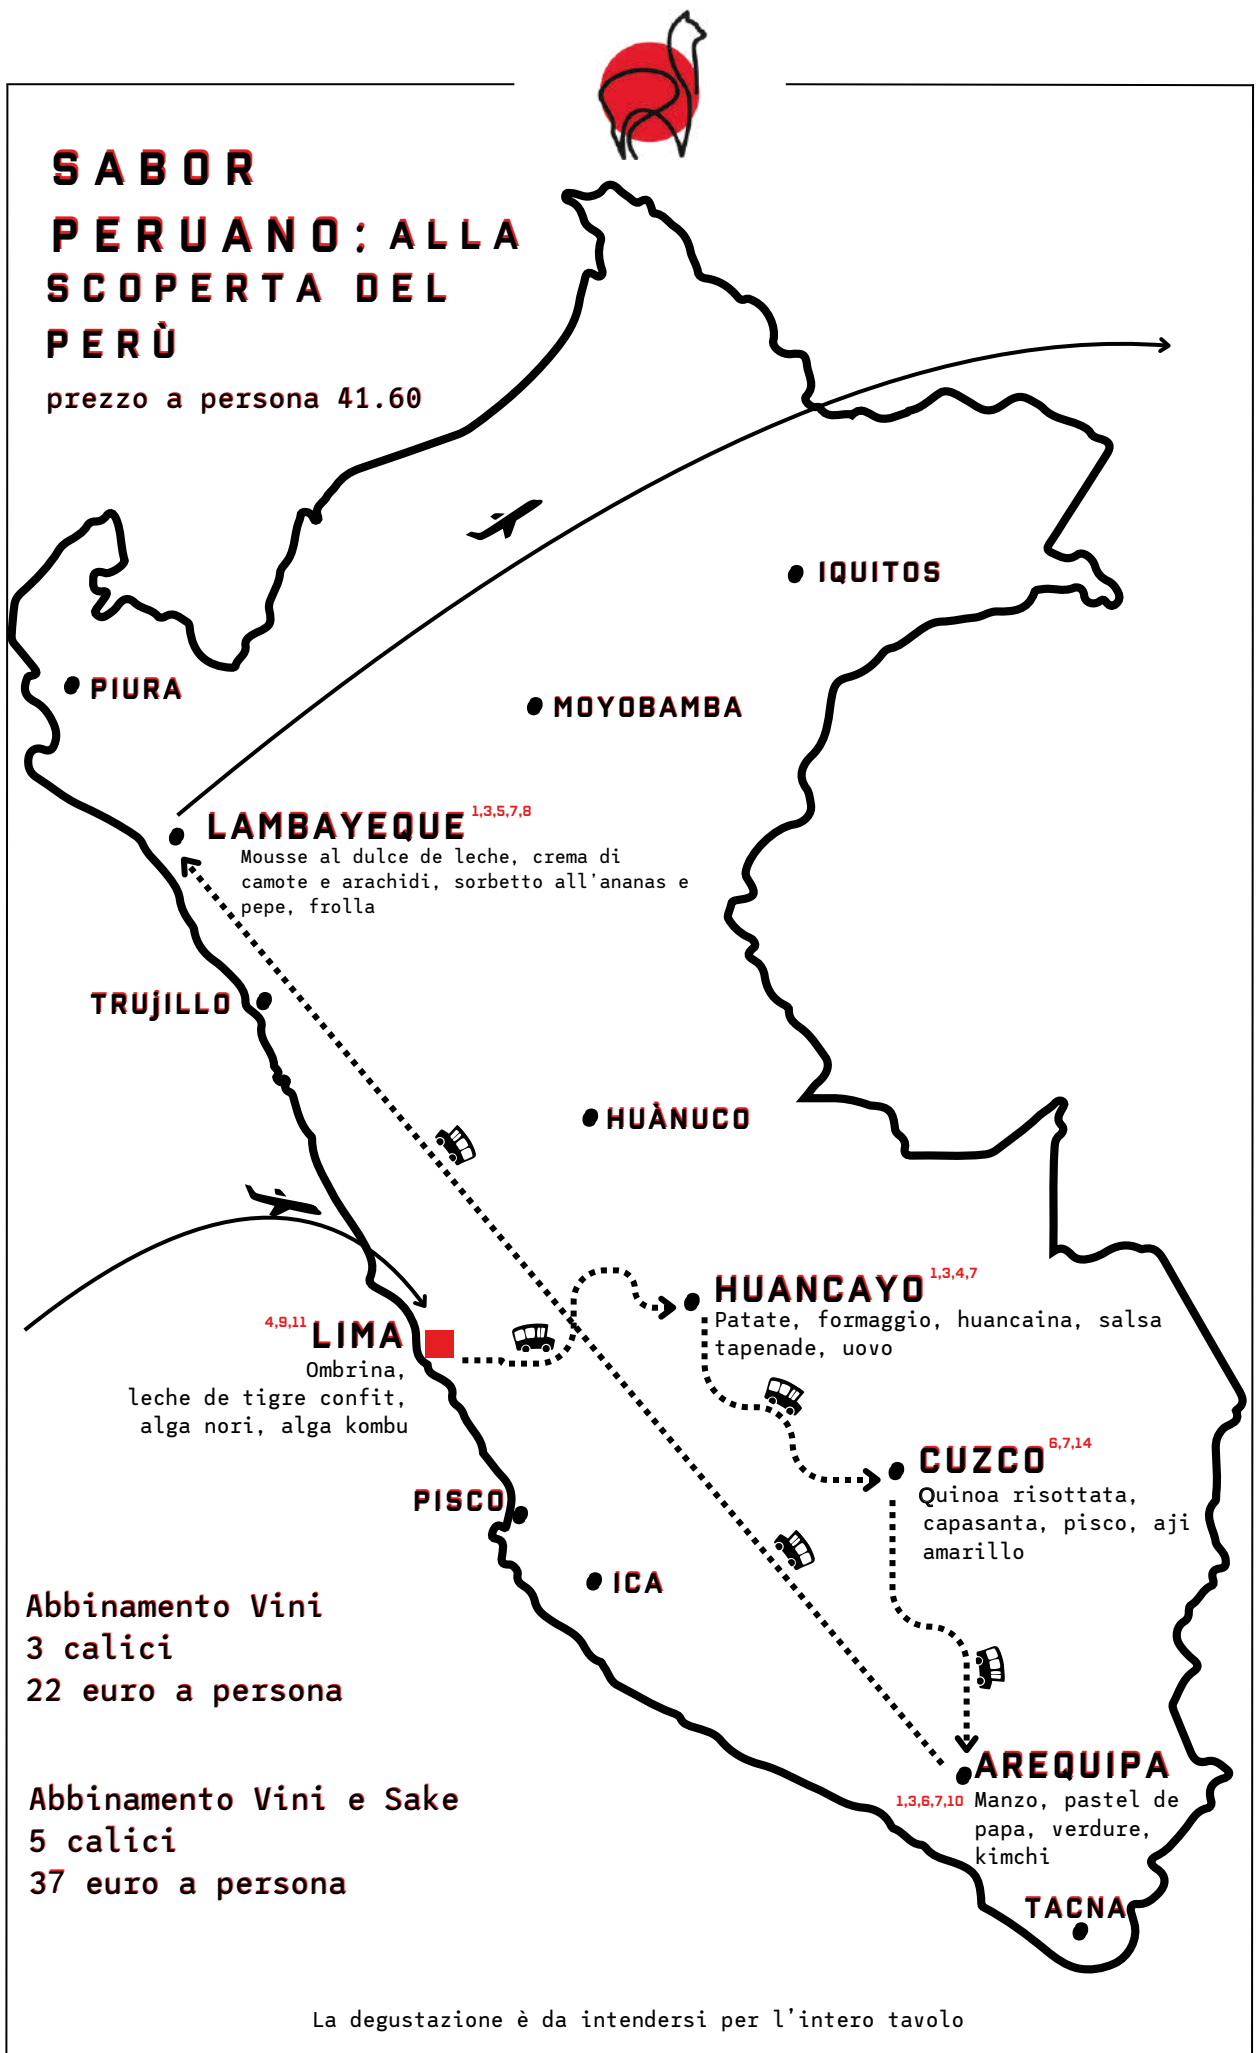 SABOR
PERUANO: ALLA
SCOPERTA DEL
PERÙ
prezzo a persona 41.60
IQUITOS
PIURA
MOYOBAMBA
LAMBAYEQUE 1,3,5,7,8
Mousse al dulce de leche, crema di
camote e arachidi, sorbetto all'ananas e
pepe, frolla
TRUjILLO
HUÀNUCO
HUANCAYO 1,3,4,7
Patate, formaggio, huancaina, salsa
tapenade, uovo
4,9,11 LIMA
Ombrina,
leche de tigre confit,
alga nori, alga kombu
CUZCO 6,7,14
Quinoa risottata,
capasanta, pisco, aji
amarillo
PISCO
ICA
Abbinamento Vini
3 calici
22 euro a persona
AREQUIPA
1,3,6,7,10 Manzo, pastel de
papa, verdure,
kimchi
Abbinamento Vini e Sake
5 calici
37 euro a persona
TACNA
La degustazione è da intendersi per l'intero tavolo